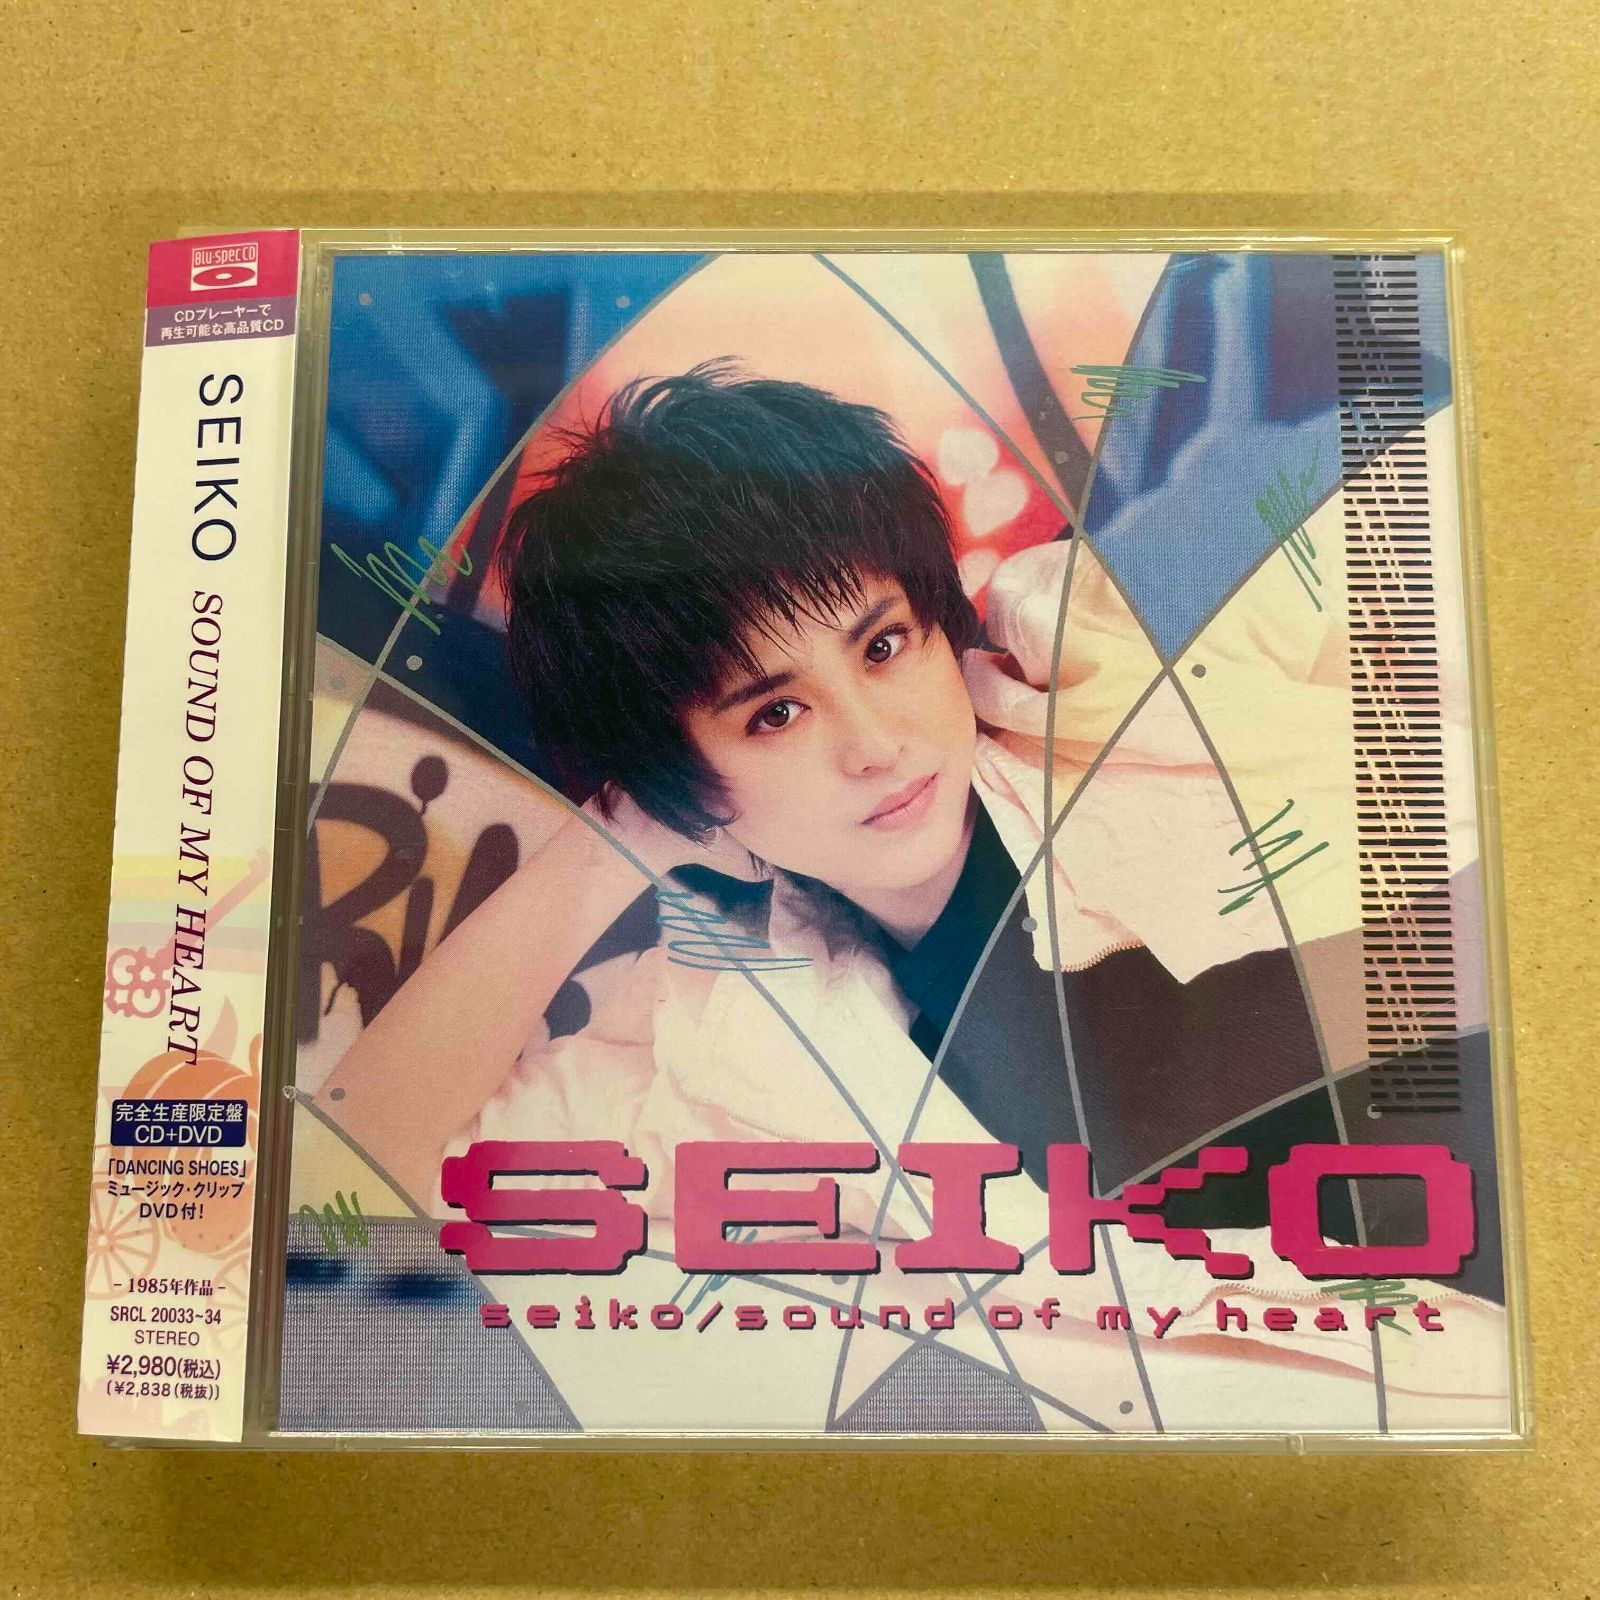 Blu-spec CD
CDプレーヤーで
再生可能な高品質CD
SEIKO SOUND OF MY HEART
完全生産限定盤
CD+DVD
「DANCING SHOES」
ミュージック・クリップ
DVD付!
- 1985年作品 -
SRCL 20033~34
STEREO
¥2,980(税込)
(¥2,838(税抜))
SEIKO
seiko/sound of my heart